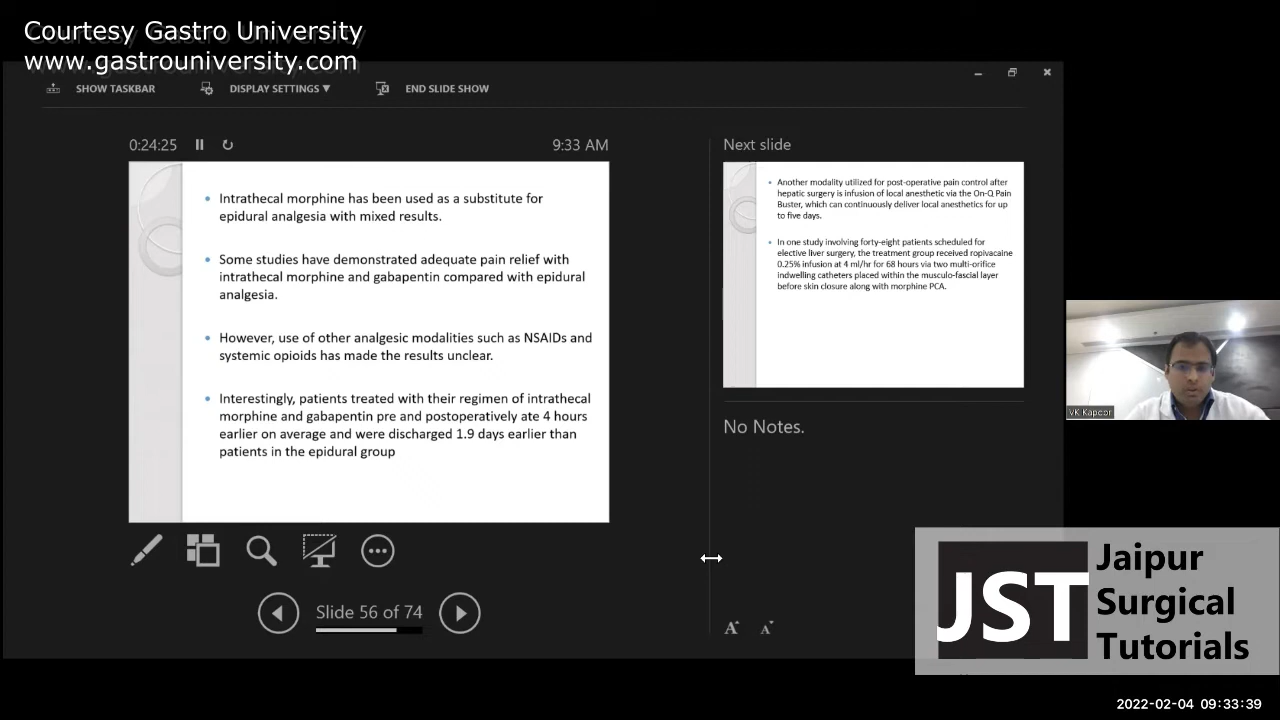 Courtesy Gastro University
www.gastrouniversity.com
SHOW TASKBAR
DISPLAY SETTINGS ▼
END SLIDE SHOW
0:24:25
9:33 AM
Next slide
• Intrathecal morphine has been used as a substitute for
epidural analgesia with mixed results.
• Some studies have demonstrated adequate pain relief with
intrathecal morphine and gabapentin compared with epidural
analgesia.
• However, use of other analgesic modalities such as NSAIDs and
systemic opioids has made the results unclear.
• Interestingly, patients treated with their regimen of intrathecal
morphine and gabapentin pre and postoperatively ate 4 hours
earlier on average and were discharged 1.9 days earlier than
patients in the epidural group
• Another modality utilized for post-operative pain control after
hepatic surgery is infusion of local anesthetic via the On-Q Pain
Buster, which can continuously deliver local anesthetics for up
to five days.
• In one study involving forty-eight patients scheduled for
elective liver surgery, the treatment group received ropivacaine
0.25% infusion at 4 ml/hr for 68 hours via two multi-orifice
indwelling catheters placed within the musculo-fascial layer
before skin closure along with morphine PCA.
No Notes.
VK Kapoor
Slide 56 of 74
A A
JST
Jaipur
Surgical
Tutorials
2022-02-04 09:33:39